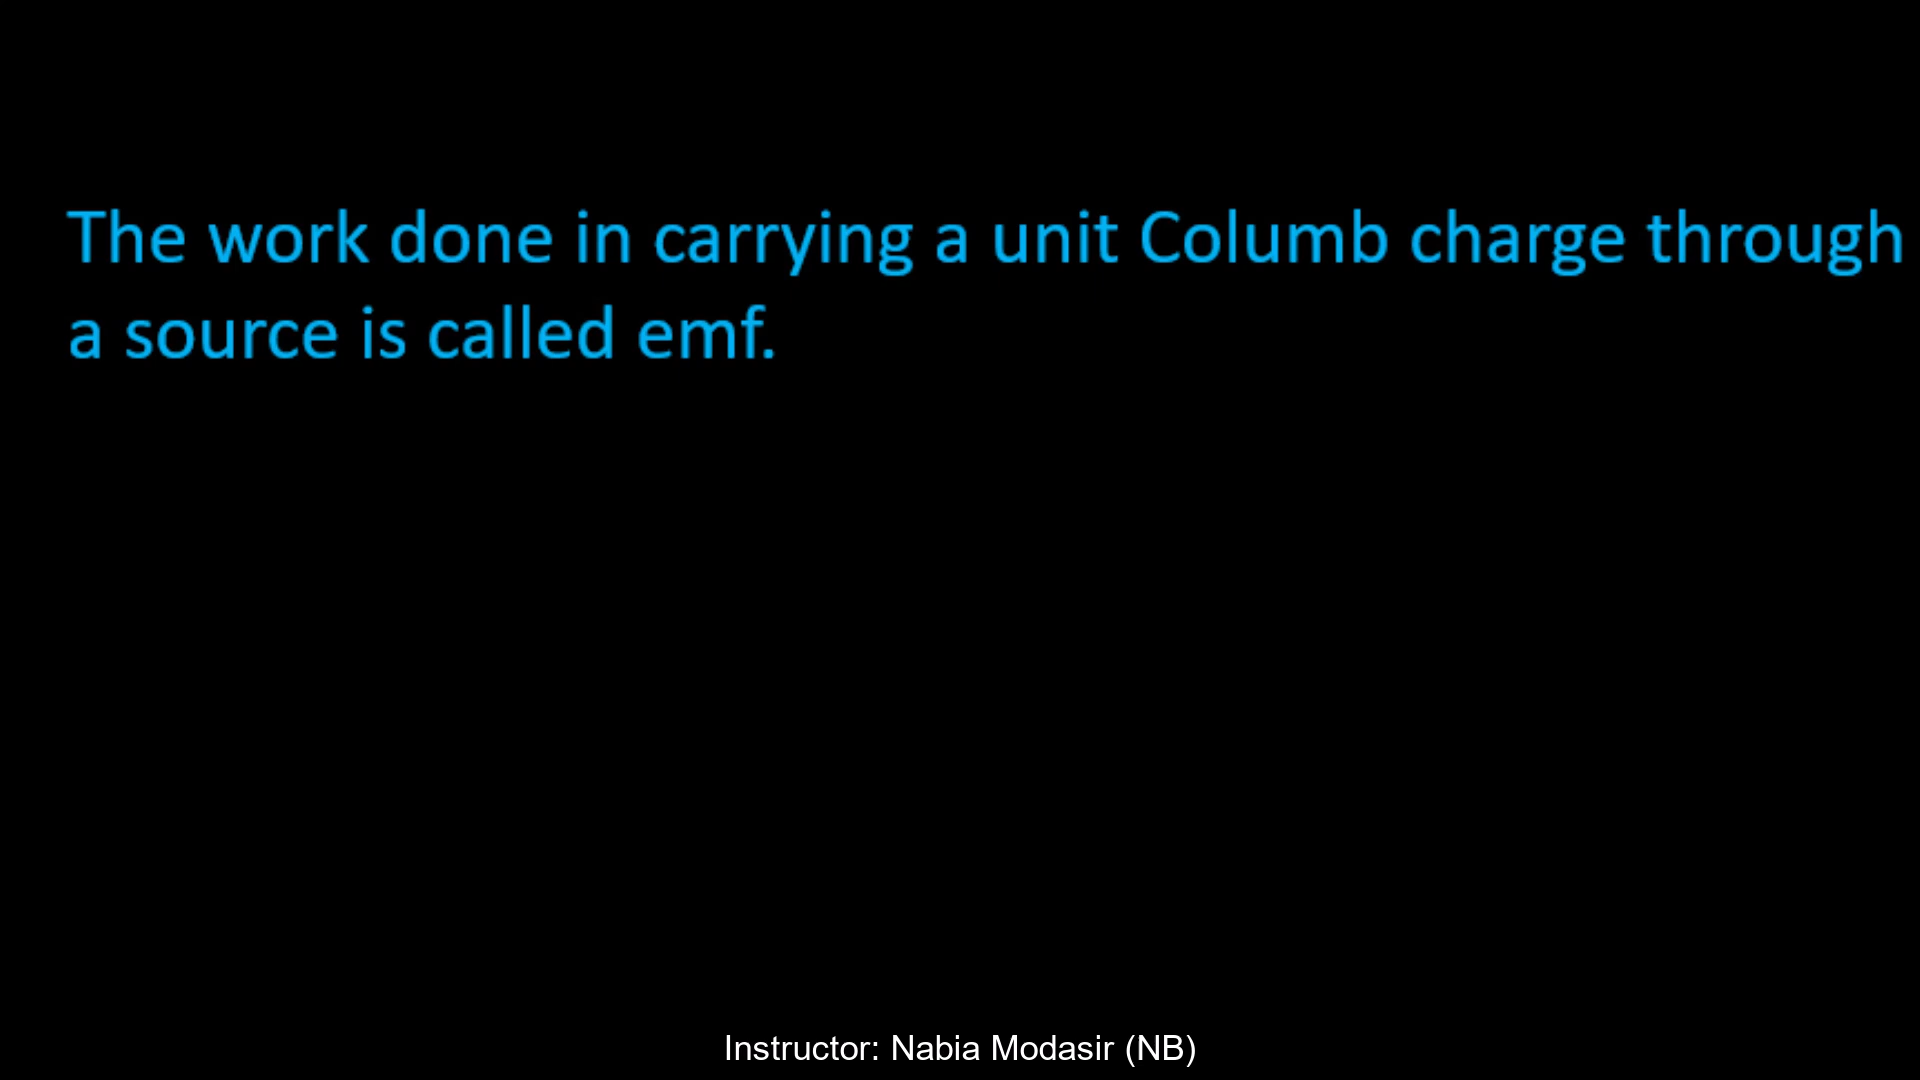 The work done in carrying a unit Columb charge through
a source is called emf.
Instructor: Nabia Modasir (NB)